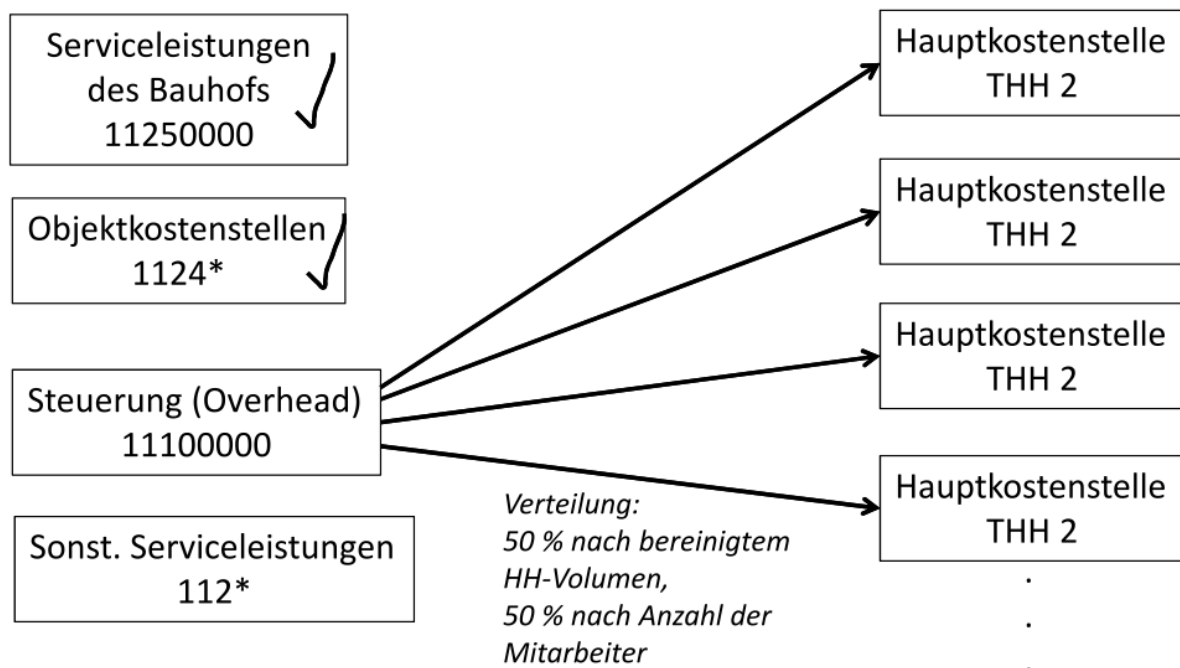 Serviceleistungen
des Bauhofs
11250000
Objektkostenstellen
1124*
Steuerung (Overhead)
11100000
Sonst. Serviceleistungen
112*
Verteilung:
50 % nach bereinigtem
HH-Volumen,
50 % nach Anzahl der
Mitarbeiter
Hauptkostenstelle
THH 2
Hauptkostenstelle
THH 2
Hauptkostenstelle
THH 2
Hauptkostenstelle
THH 2
.
.
.